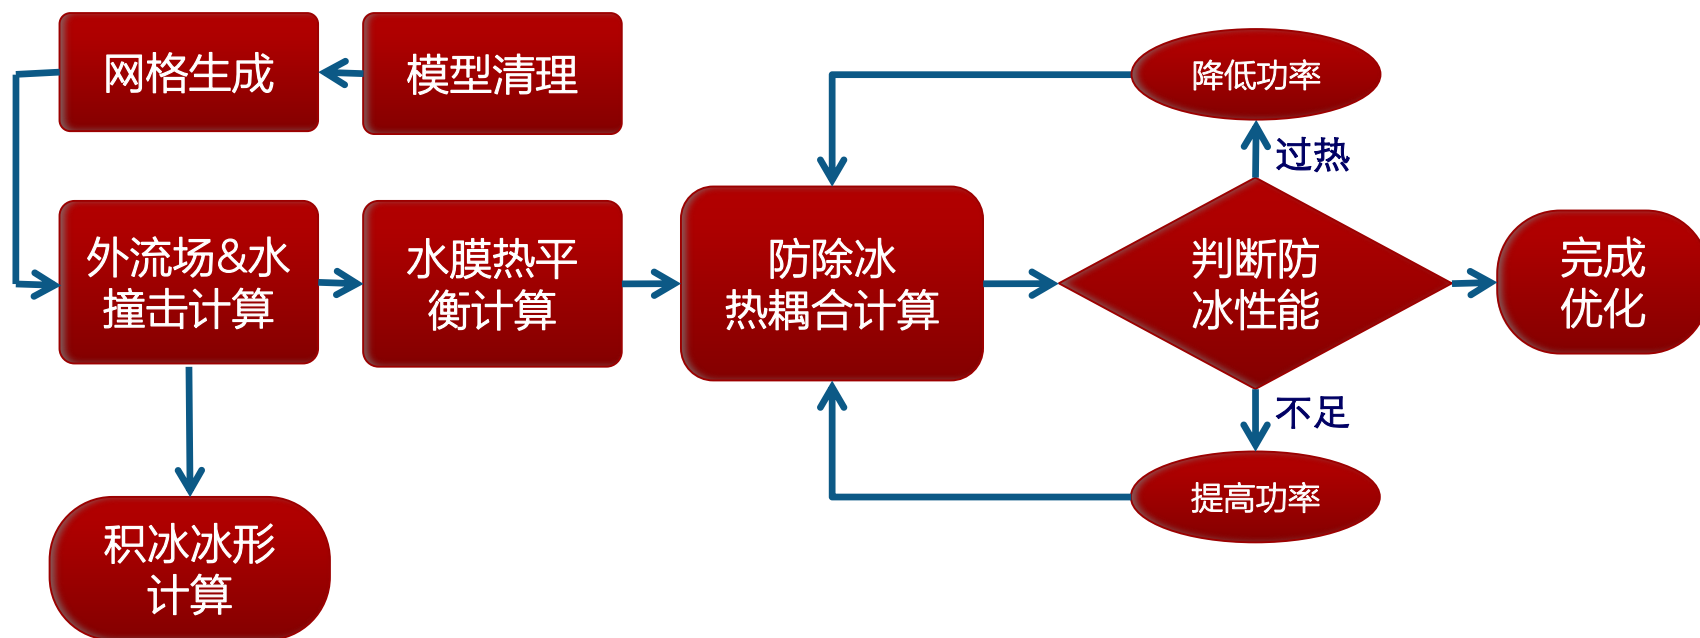 网格生成
模型清理
降低功率
过热
外流场&水
撞击计算
水膜热平
衡计算
防除冰
热耦合计算
判断防
冰性能
完成
优化
不足
提高功率
积冰冰形
计算